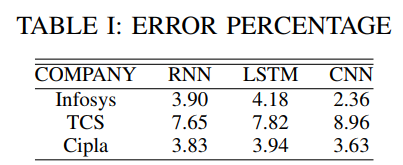 TABLE I: ERROR PERCENTAGE
COMPANY RNN LSTM CNN
Infosys 3.90 4.18 2.36
TCS 7.65 7.82 8.96
Cipla 3.83 3.94 3.63